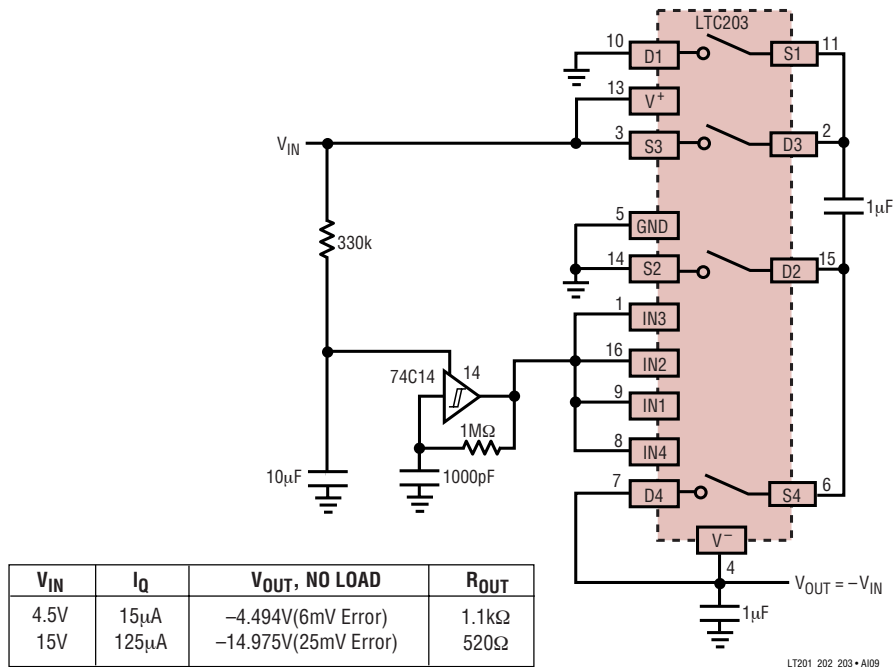 LTC203
10 D1 S1 11
13 V+
VIN 3 S3 D3 2
1µF
5 GND
330k
14 S2 D2 15
1 IN3
16 IN2
74C14 14
9 IN1
1MΩ
8 IN4
10µF 1000pF
7 D4 S4 6
V−
4
VOUT = −VIN
1µF
VIN IQ VOUT, NO LOAD ROUT
4.5V 15µA −4.494V(6mV Error) 1.1kΩ
15V 125µA −14.975V(25mV Error) 520Ω
LT201_202_203 • AI09